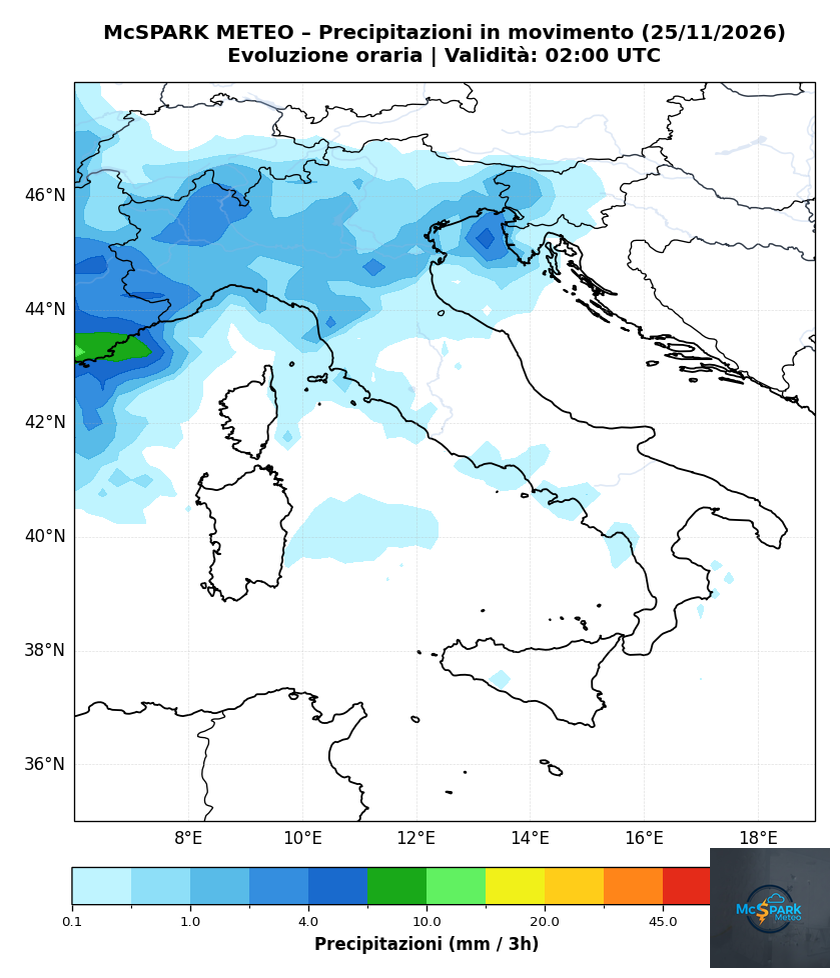 McSPARK METEO – Precipitazioni in movimento (25/11/2026)
Evoluzione oraria | Validità: 02:00 UTC
46°N
44°N
42°N
40°N
38°N
36°N
8°E 10°E 12°E 14°E 16°E 18°E
0.1 1.0 4.0 10.0 20.0 45.0
Precipitazioni (mm / 3h)
McSPARK
Meteo